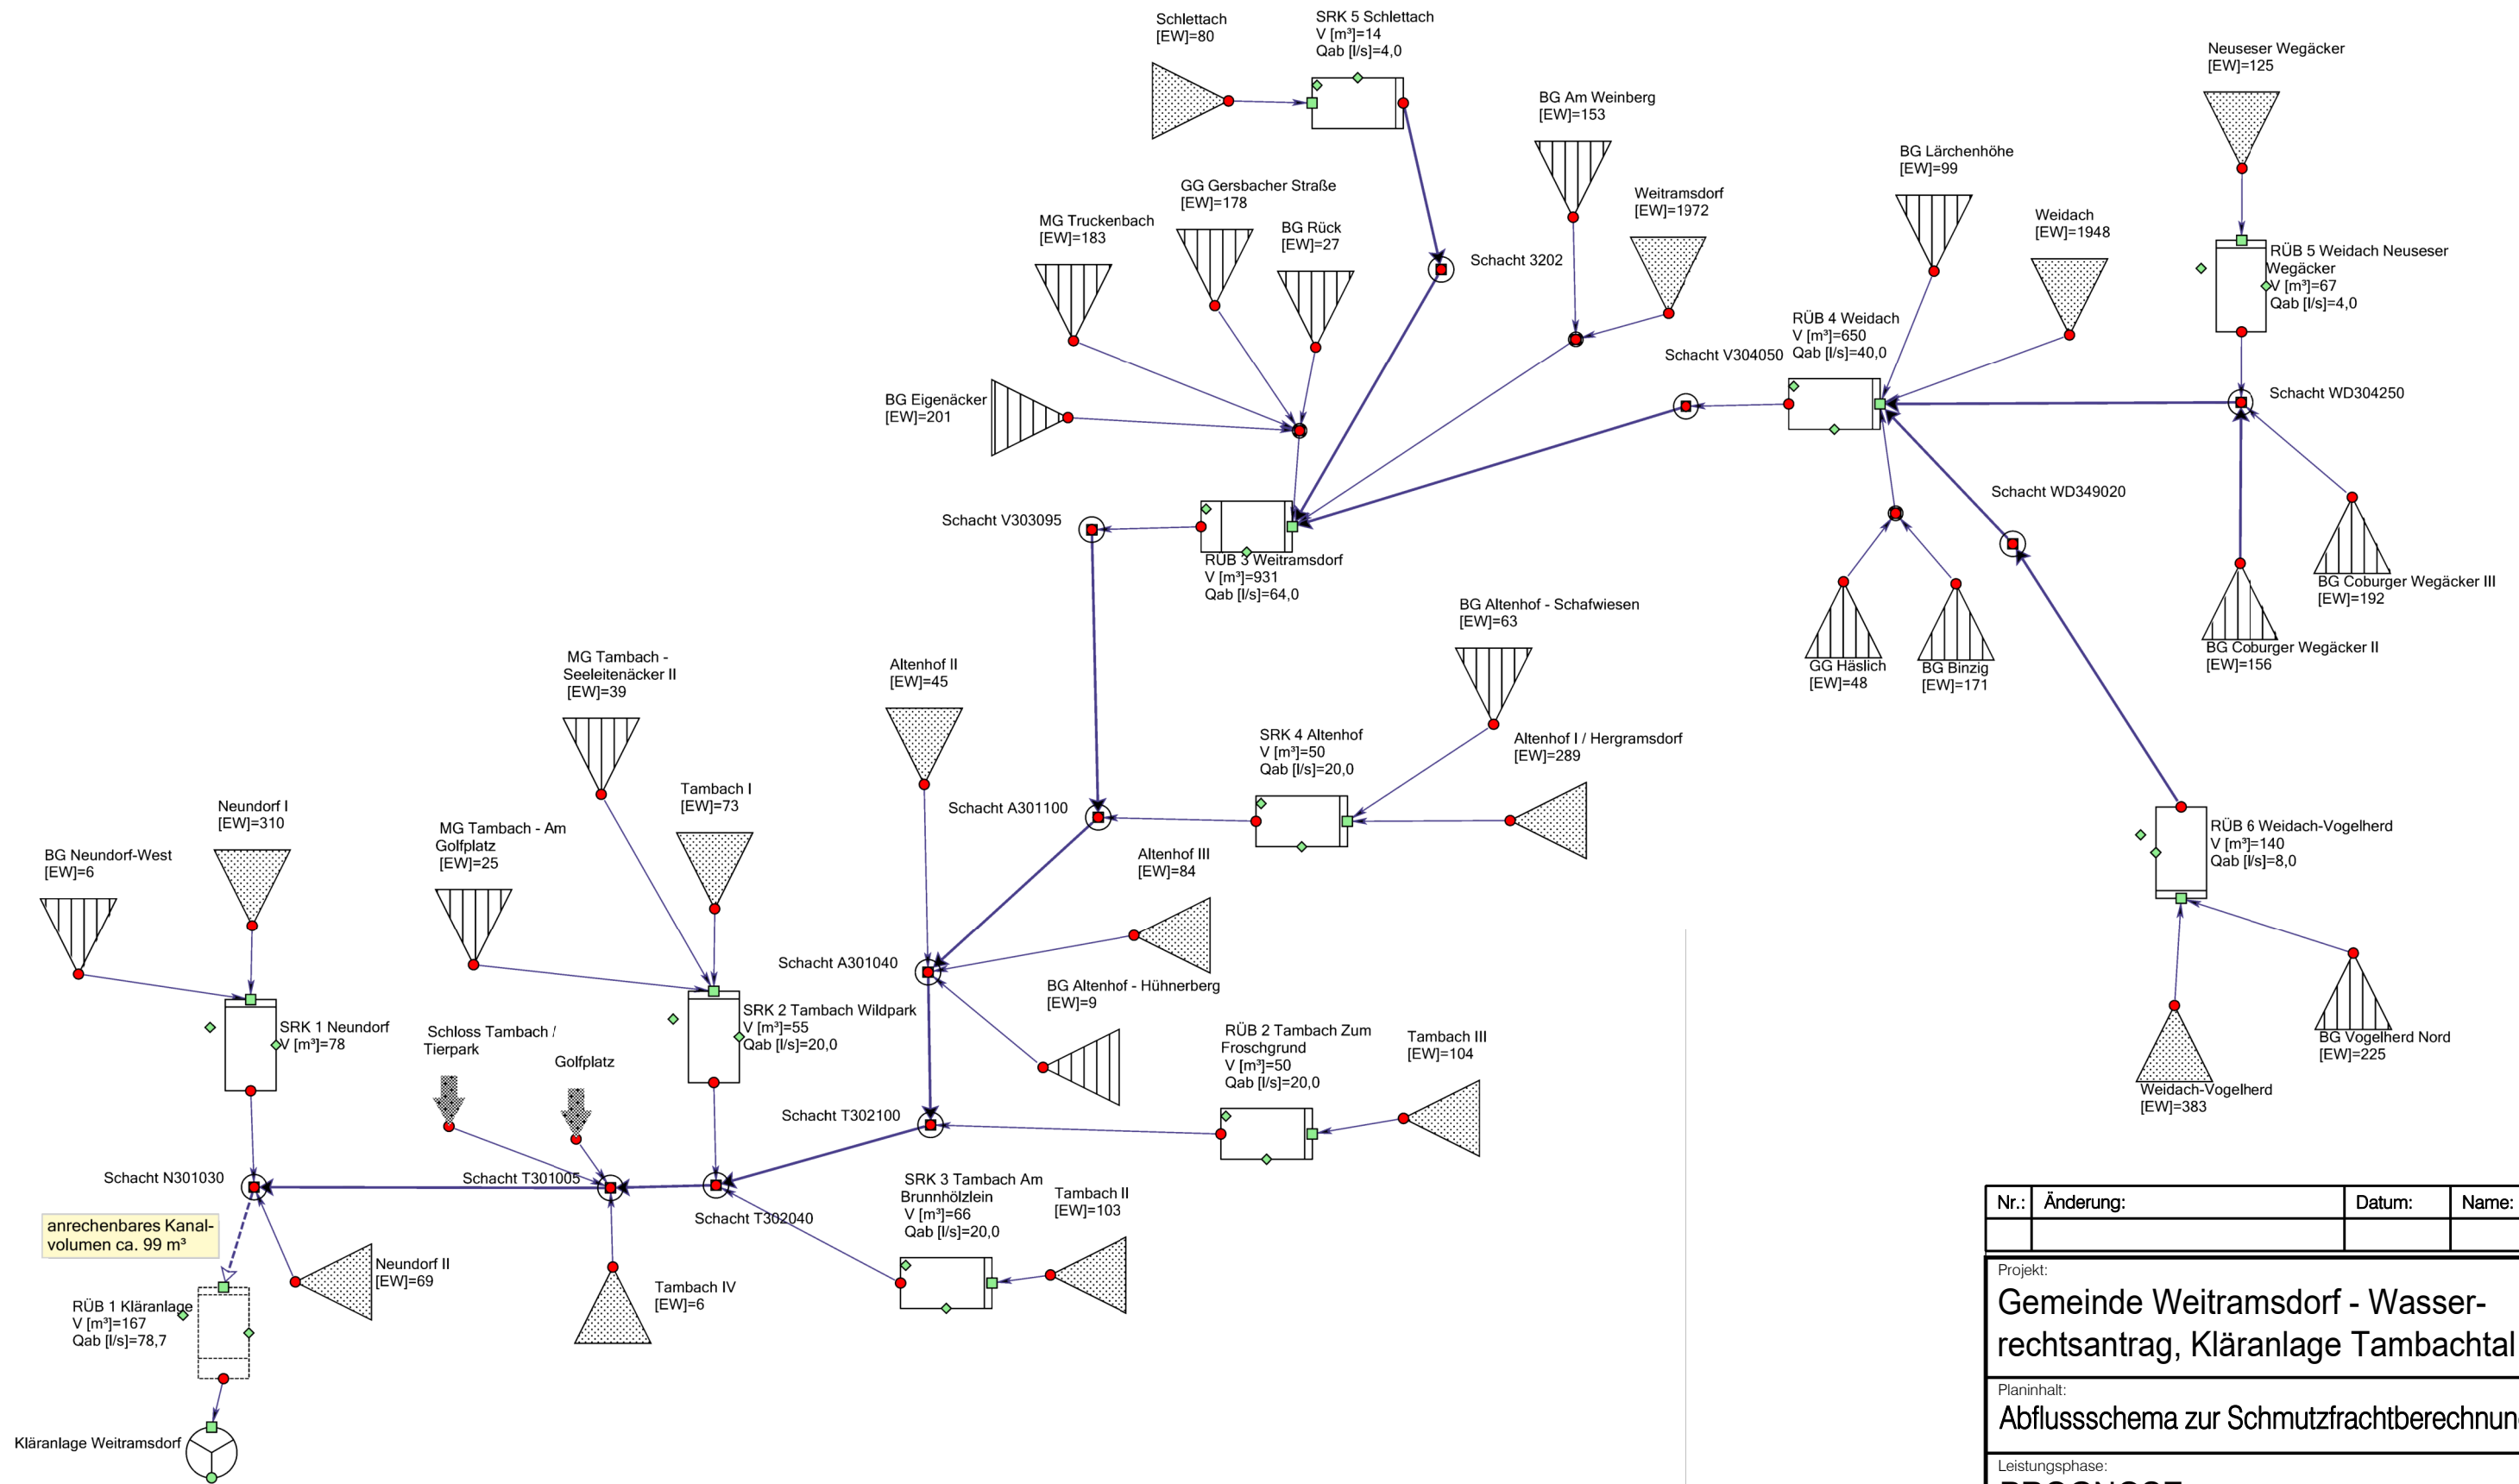 Schlettach
[EW]=80
SRK 5 Schlettach
V [m³]=14
Qab [l/s]=4,0
Neuseser Wegäcker
[EW]=125
BG Am Weinberg
[EW]=153
BG Lärchenhöhe
[EW]=99
GG Gersbacher Straße
[EW]=178
Weitramsdorf
[EW]=1972
MG Truckenbach
[EW]=183
BG Rück
[EW]=27
Weidach
[EW]=1948
Schacht 3202
RÜB 5 Weidach Neuseser
Wegäcker
V [m³]=67
Qab [l/s]=4,0
RÜB 4 Weidach
V [m³]=650
Qab [l/s]=40,0
Schacht V304050
BG Eigenäcker
[EW]=201
Schacht WD304250
Schacht WD349020
Schacht V303095
RÜB 3 Weitramsdorf
V [m³]=931
Qab [l/s]=64,0
BG Coburger Wegäcker III
[EW]=192
BG Altenhof - Schafwiesen
[EW]=63
BG Coburger Wegäcker II
[EW]=156
GG Häslich
[EW]=48
BG Binzig
[EW]=171
MG Tambach -
Seeleitenäcker II
[EW]=39
Altenhof II
[EW]=45
SRK 4 Altenhof
V [m³]=50
Qab [l/s]=20,0
Altenhof I / Hergramsdorf
[EW]=289
Tambach I
[EW]=73
Schacht A301100
Neundorf I
[EW]=310
MG Tambach - Am
Golfplatz
[EW]=25
RÜB 6 Weidach-Vogelherd
V [m³]=140
Qab [l/s]=8,0
BG Neundorf-West
[EW]=6
Altenhof III
[EW]=84
Schacht A301040
BG Altenhof - Hühnerberg
[EW]=9
SRK 2 Tambach Wildpark
V [m³]=55
Qab [l/s]=20,0
SRK 1 Neundorf
V [m³]=78
Schloss Tambach /
Tierpark
Golfplatz
RÜB 2 Tambach Zum
Froschgrund
V [m³]=50
Qab [l/s]=20,0
Tambach III
[EW]=104
BG Vogelherd Nord
[EW]=225
Weidach-Vogelherd
[EW]=383
Schacht T302100
Schacht N301030
Schacht T301005
SRK 3 Tambach Am
Brunnhölzlein
V [m³]=66
Qab [l/s]=20,0
Tambach II
[EW]=103
Schacht T302040
anrechenbares Kanal-
volumen ca. 99 m³
Neundorf II
[EW]=69
Tambach IV
[EW]=6
RÜB 1 Kläranlage
V [m³]=167
Qab [l/s]=78,7
Kläranlage Weitramsdorf
Nr.: Änderung: Datum: Name:
Projekt:
Gemeinde Weitramsdorf - Wasser-
rechtsantrag, Kläranlage Tambachtal
Planinhalt:
Abflussschema zur Schmutzfrachtberechnun
Leistungsphase: